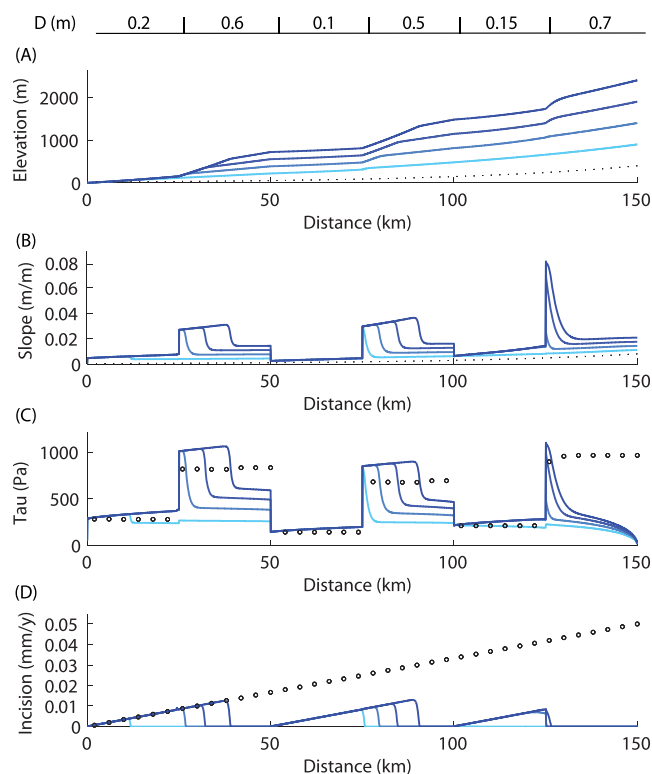 D (m) 0.2 0.6 0.1 0.5 0.15 0.7
(A)
Elevation (m)
2000
1000
0
0 50 100 150
Distance (km)
(B)
Slope (m/m)
0.08
0.06
0.04
0.02
0
0 50 100 150
Distance (km)
(C)
Tau (Pa)
1000
500
0
0 50 100 150
Distance (km)
(D)
Incision (mm/y)
0.05
0.04
0.03
0.02
0.01
0
0 50 100 150
Distance (km)